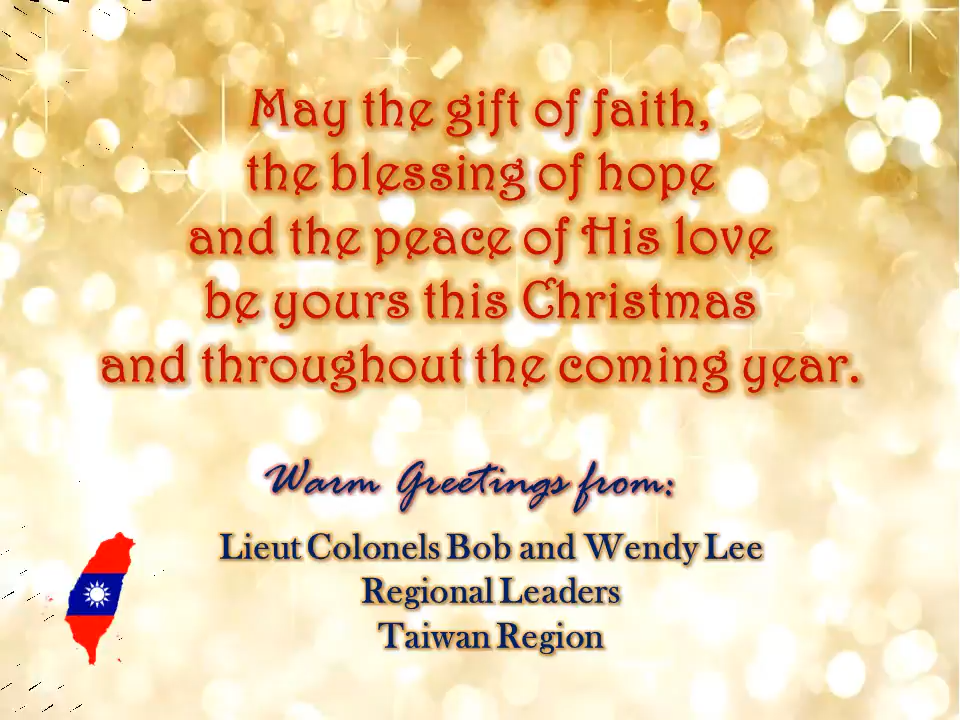 May the gift of faith,
the blessing of hope
and the peace of His love
be yours this Christmas
and throughout the coming year.
Warm Greetings from:
Lieut Colonels Bob and Wendy Lee
Regional Leaders
Taiwan Region